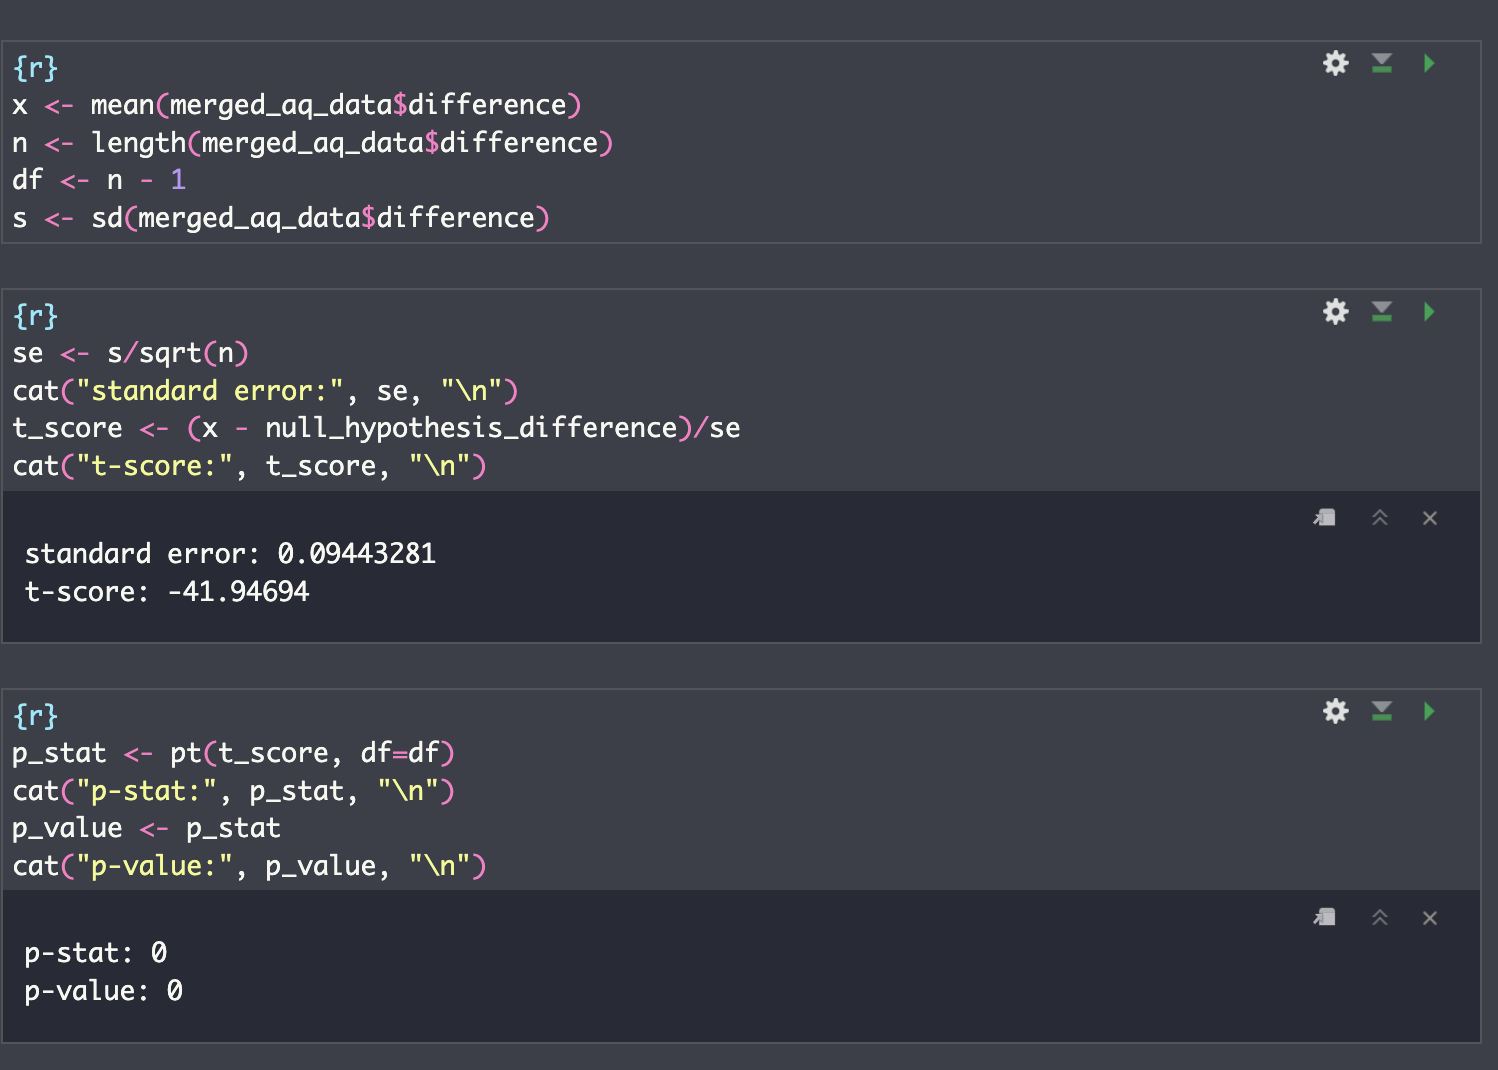 {r}
x <- mean(merged_aq_data$difference)
n <- length(merged_aq_data$difference)
df <- n - 1
s <- sd(merged_aq_data$difference)
{r}
se <- s/sqrt(n)
cat("standard error:", se, "\n")
t_score <- (x - null_hypothesis_difference)/se
cat("t-score:", t_score, "\n")
standard error: 0.09443281
t-score: -41.94694
{r}
p_stat <- pt(t_score, df=df)
cat("p-stat:", p_stat, "\n")
p_value <- p_stat
cat("p-value:", p_value, "\n")
p-stat: 0
p-value: 0